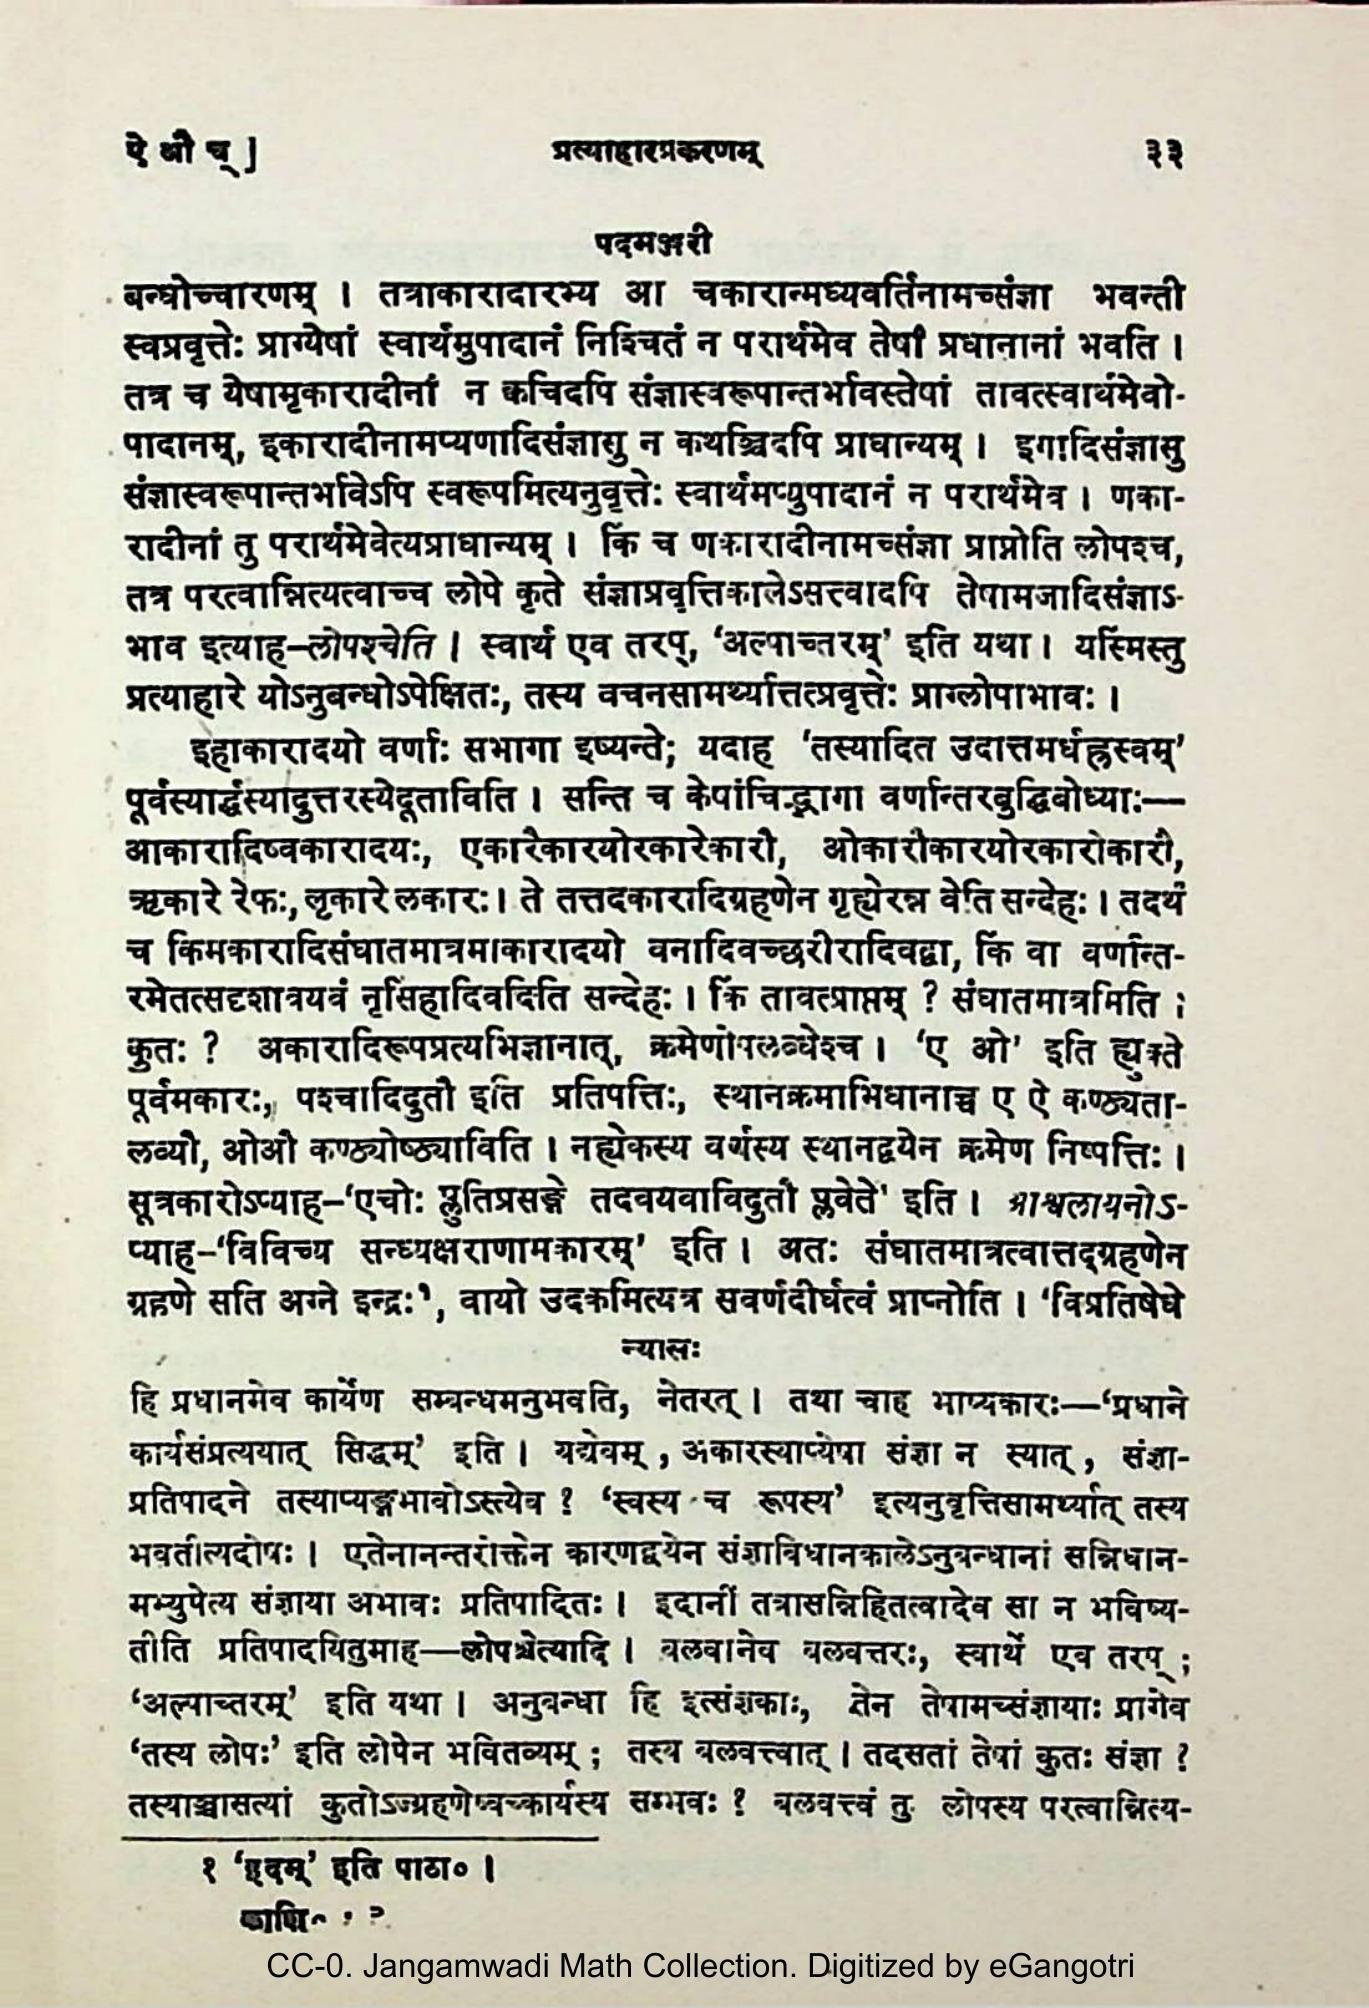 ऐ औ च् ]
प्रत्याहारप्रकरणम्
३३
पदमञ्जरी
बन्धोच्चारणम् । तत्राकारादारभ्य आ चकारान्मध्यवर्तिनामच्संज्ञा भवन्ती
स्वप्रवृत्तेः प्राग्येषां स्वार्थमुपादानं निश्चितं न परार्थमेव तेषां प्रधानानां भवति ।
तत्र च येषामृकारादीनां न क्वचिदपि संज्ञास्वरूपान्तर्भावस्तेषां तावत्स्वार्थमेवो-
पादानम्, इकारादीनामप्यणादिसंज्ञासु न कथञ्चिदपि प्राधान्यम् । इगादिसंज्ञासु
संज्ञास्वरूपान्तर्भावेऽपि स्वरूपमित्यनुवृत्तेः स्वार्थमप्युपादानं न परार्थमेव । णका-
रादीनां तु परार्थमेवेत्यप्राधान्यम् । किं च णकारादीनामच्संज्ञा प्राप्नोति लोपश्च,
तत्र परत्वान्नित्यत्वाच्च लोपे कृते संज्ञाप्रवृत्तिकालेऽसत्त्वादपि तेषामजादिसंज्ञाऽ-
भाव इत्याह–लोपश्चेति । स्वार्थ एव तरप्, ‘अल्पाच्तरम्’ इति यथा । यस्मिंस्तु
प्रत्याहारे योऽनुबन्धोऽपेक्षितः, तस्य वचनसामर्थ्यात्तत्प्रवृत्तेः प्राग्लोपाभावः ।
इहाकारादयो वर्णाः सभागा इष्यन्ते; यदाह ‘तस्यादित उदात्तमर्धह्रस्वम्’
पूर्वस्यार्द्धस्यादुत्तरस्येदूताविति । सन्ति च केषांचिद्भागा वर्णान्तरबुद्धिबोध्याः—
आकारादिष्वकारादयः, एकारैकारयोरकारेकारौ, ओकारौकारयोरकारोकारौ,
ऋकारे रेफः, लृकारे लकारः। ते तत्तदकारादिग्रहणेन गृह्येरन्न वेति सन्देहः । तदर्थं
च किमकारादिसंघातमात्रमाकारादयो वनादिवच्छरीरादिवद्वा, किं वा वर्णान्त-
रमेतत्सदृशावयवं नृसिंहादिवदिति सन्देहः । किं तावत्प्राप्तम् ? संघातमात्रमिति ;
कुतः ? अकारादिरूपप्रत्यभिज्ञानात्, क्रमेणोपलब्धेश्च । ‘ए ओ’ इति ह्युक्ते
पूर्वमकारः, पश्चादिदुतौ इति प्रतिपत्तिः, स्थानक्रमाभिधानाच्च ए ऐ कण्ठ्यता-
लव्यौ, ओऔ कण्ठ्योष्ठ्याविति । नह्येकस्य वर्णस्य स्थानद्वयेन क्रमेण निष्पत्तिः ।
सूत्रकारोऽप्याह–‘एचोः प्लुतिप्रसङ्गे तदवयवाविदुतौ प्लवेते’ इति । आश्वलायनोऽ-
प्याह–‘विविच्य सन्ध्यक्षराणामकारम्’ इति । अतः संघातमात्रत्वात्तद्ग्रहणेन
ग्रहणे सति अग्ने इन्द्रः१, वायो उदकमित्यत्र सवर्णदीर्घत्वं प्राप्नोति । ‘विप्रतिषेधे
न्यासः
हि प्रधानमेव कार्येण सम्बन्धमनुभवति, नेतरत् । तथा चाह भाष्यकारः—‘प्रधाने
कार्यसंप्रत्ययात् सिद्धम्’ इति । यद्येवम् , अकारस्याप्येषा संज्ञा न स्यात् , संज्ञा-
प्रतिपादने तस्याप्यङ्गभावोऽस्त्येव ? ‘स्वस्य च रूपस्य’ इत्यनुवृत्तिसामर्थ्यात् तस्य
भवतीत्यदोषः । एतेनानन्तरोक्तेन कारणद्वयेन संज्ञाविधानकालेऽनुबन्धानां सन्निधान-
मभ्युपेत्य संज्ञाया अभावः प्रतिपादितः । इदानीं तत्रासन्निहितत्वादेव सा न भविष्य-
तीति प्रतिपादयितुमाह—लोपश्चेत्यादि । बलवानेव बलवत्तरः, स्वार्थे एव तरप् ;
‘अल्पाच्तरम्’ इति यथा । अनुबन्धा हि इत्संज्ञकाः, तेन तेषामच्संज्ञायाः प्रागेव
‘तस्य लोपः’ इति लोपेन भवितव्यम् ; तस्य बलवत्त्वात् । तदसतां तेषां कुतः संज्ञा ?
तस्याञ्चासत्यां कुतोऽज्ग्रहणेष्वच्कार्यस्य सम्भवः ? बलवत्त्वं तु लोपस्य परत्वान्नित्य-
१ ‘इदम्’ इति पाठा० ।
काशि०
CC-0. Jangamwadi Math Collection. Digitized by eGangotri